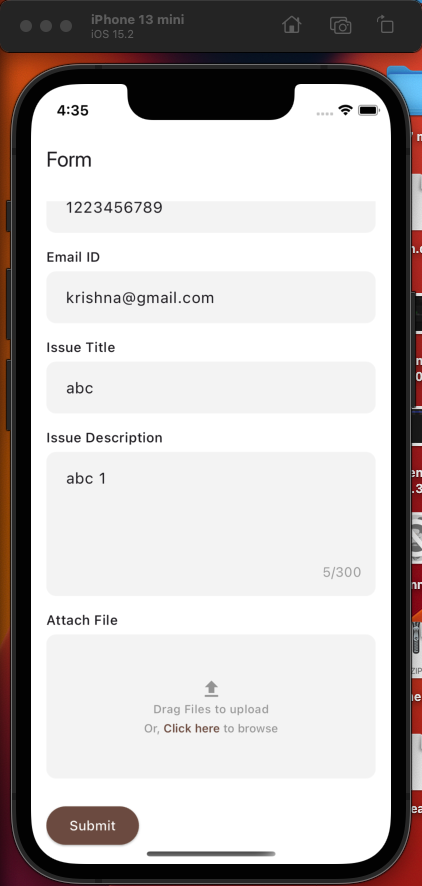 iPhone 13 mini
iOS 15.2
4:35
Form
1223456789
Email ID
krishna@gmail.com
Issue Title
abc
Issue Description
abc 1
5/300
Attach File
Drag Files to upload
Or, Click here to browse
Submit
ZIP